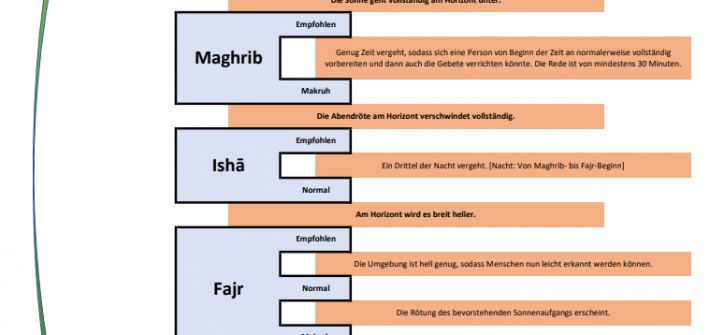 Die Sonne geht vollständig am Horizont unter.
Empfohlen
Maghrib
Genug Zeit vergeht, sodass sich eine Person von Beginn der Zeit an normalerweise vollständig
vorbereiten und dann auch die Gebete verrichten könnte. Die Rede ist von mindestens 30 Minuten.
Makruh
Die Abendröte am Horizont verschwindet vollständig.
Empfohlen
Ishā
Ein Drittel der Nacht vergeht. [Nacht: Von Maghrib- bis Fajr-Beginn]
Normal
Am Horizont wird es breit heller.
Empfohlen
Die Umgebung ist hell genug, sodass Menschen nun leicht erkannt werden können.
Fajr
Normal
Die Rötung des bevorstehenden Sonnenaufgangs erscheint.